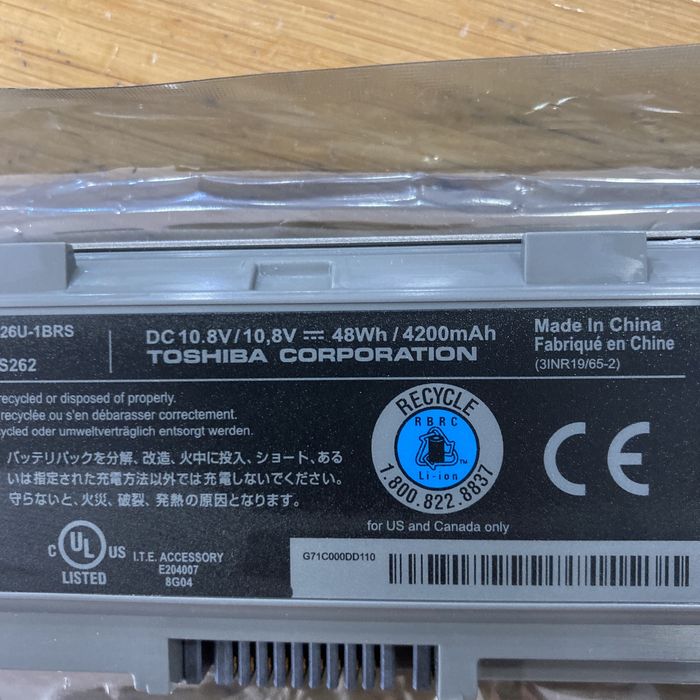 26U-1BRS
S262
DC 10.8V/10,8V ⎓ 48Wh / 4200mAh
TOSHIBA CORPORATION
Made In China
Fabriqué en Chine
(3INR19/65-2)
recycled or disposed of properly.
recyclée ou s'en débarasser correctement.
cycled oder umweltverträglich entsorgt werden.
バッテリパックを分解、改造、火中に投入、ショート、ある
いは指定された充電方法以外では充電しないでください。
守らないと、火災、破裂、発熱の原因となります。
RECYCLE
RBRC
Li-ion
TM
1.800.822.8837
for US and Canada only
CE
C UL US
LISTED
I.T.E. ACCESSORY
E204007
8G04
G71C000DD110